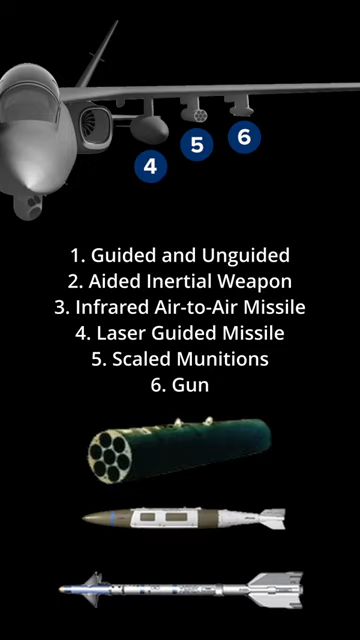 4
5
6
1. Guided and Unguided
2. Aided Inertial Weapon
3. Infrared Air-to-Air Missile
4. Laser Guided Missile
5. Scaled Munitions
6. Gun